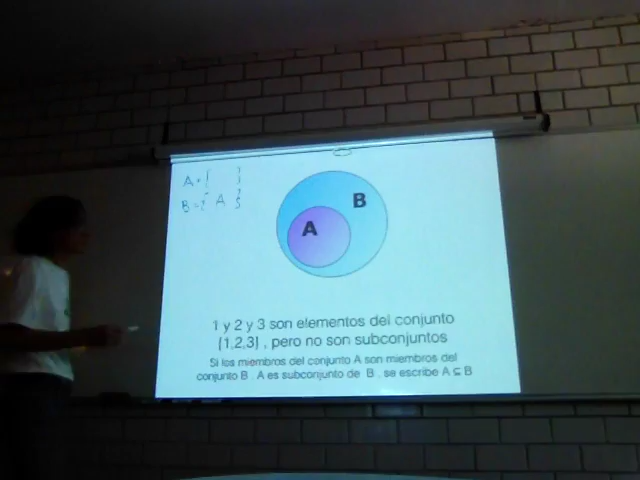 A = {    }
B = { A }
B
A
1 y 2 y 3 son elementos del conjunto
{1,2,3} , pero no son subconjuntos
Si los miembros del conjunto A son miembros del
conjunto B , A es subconjunto de B , se escribe A ⊆ B